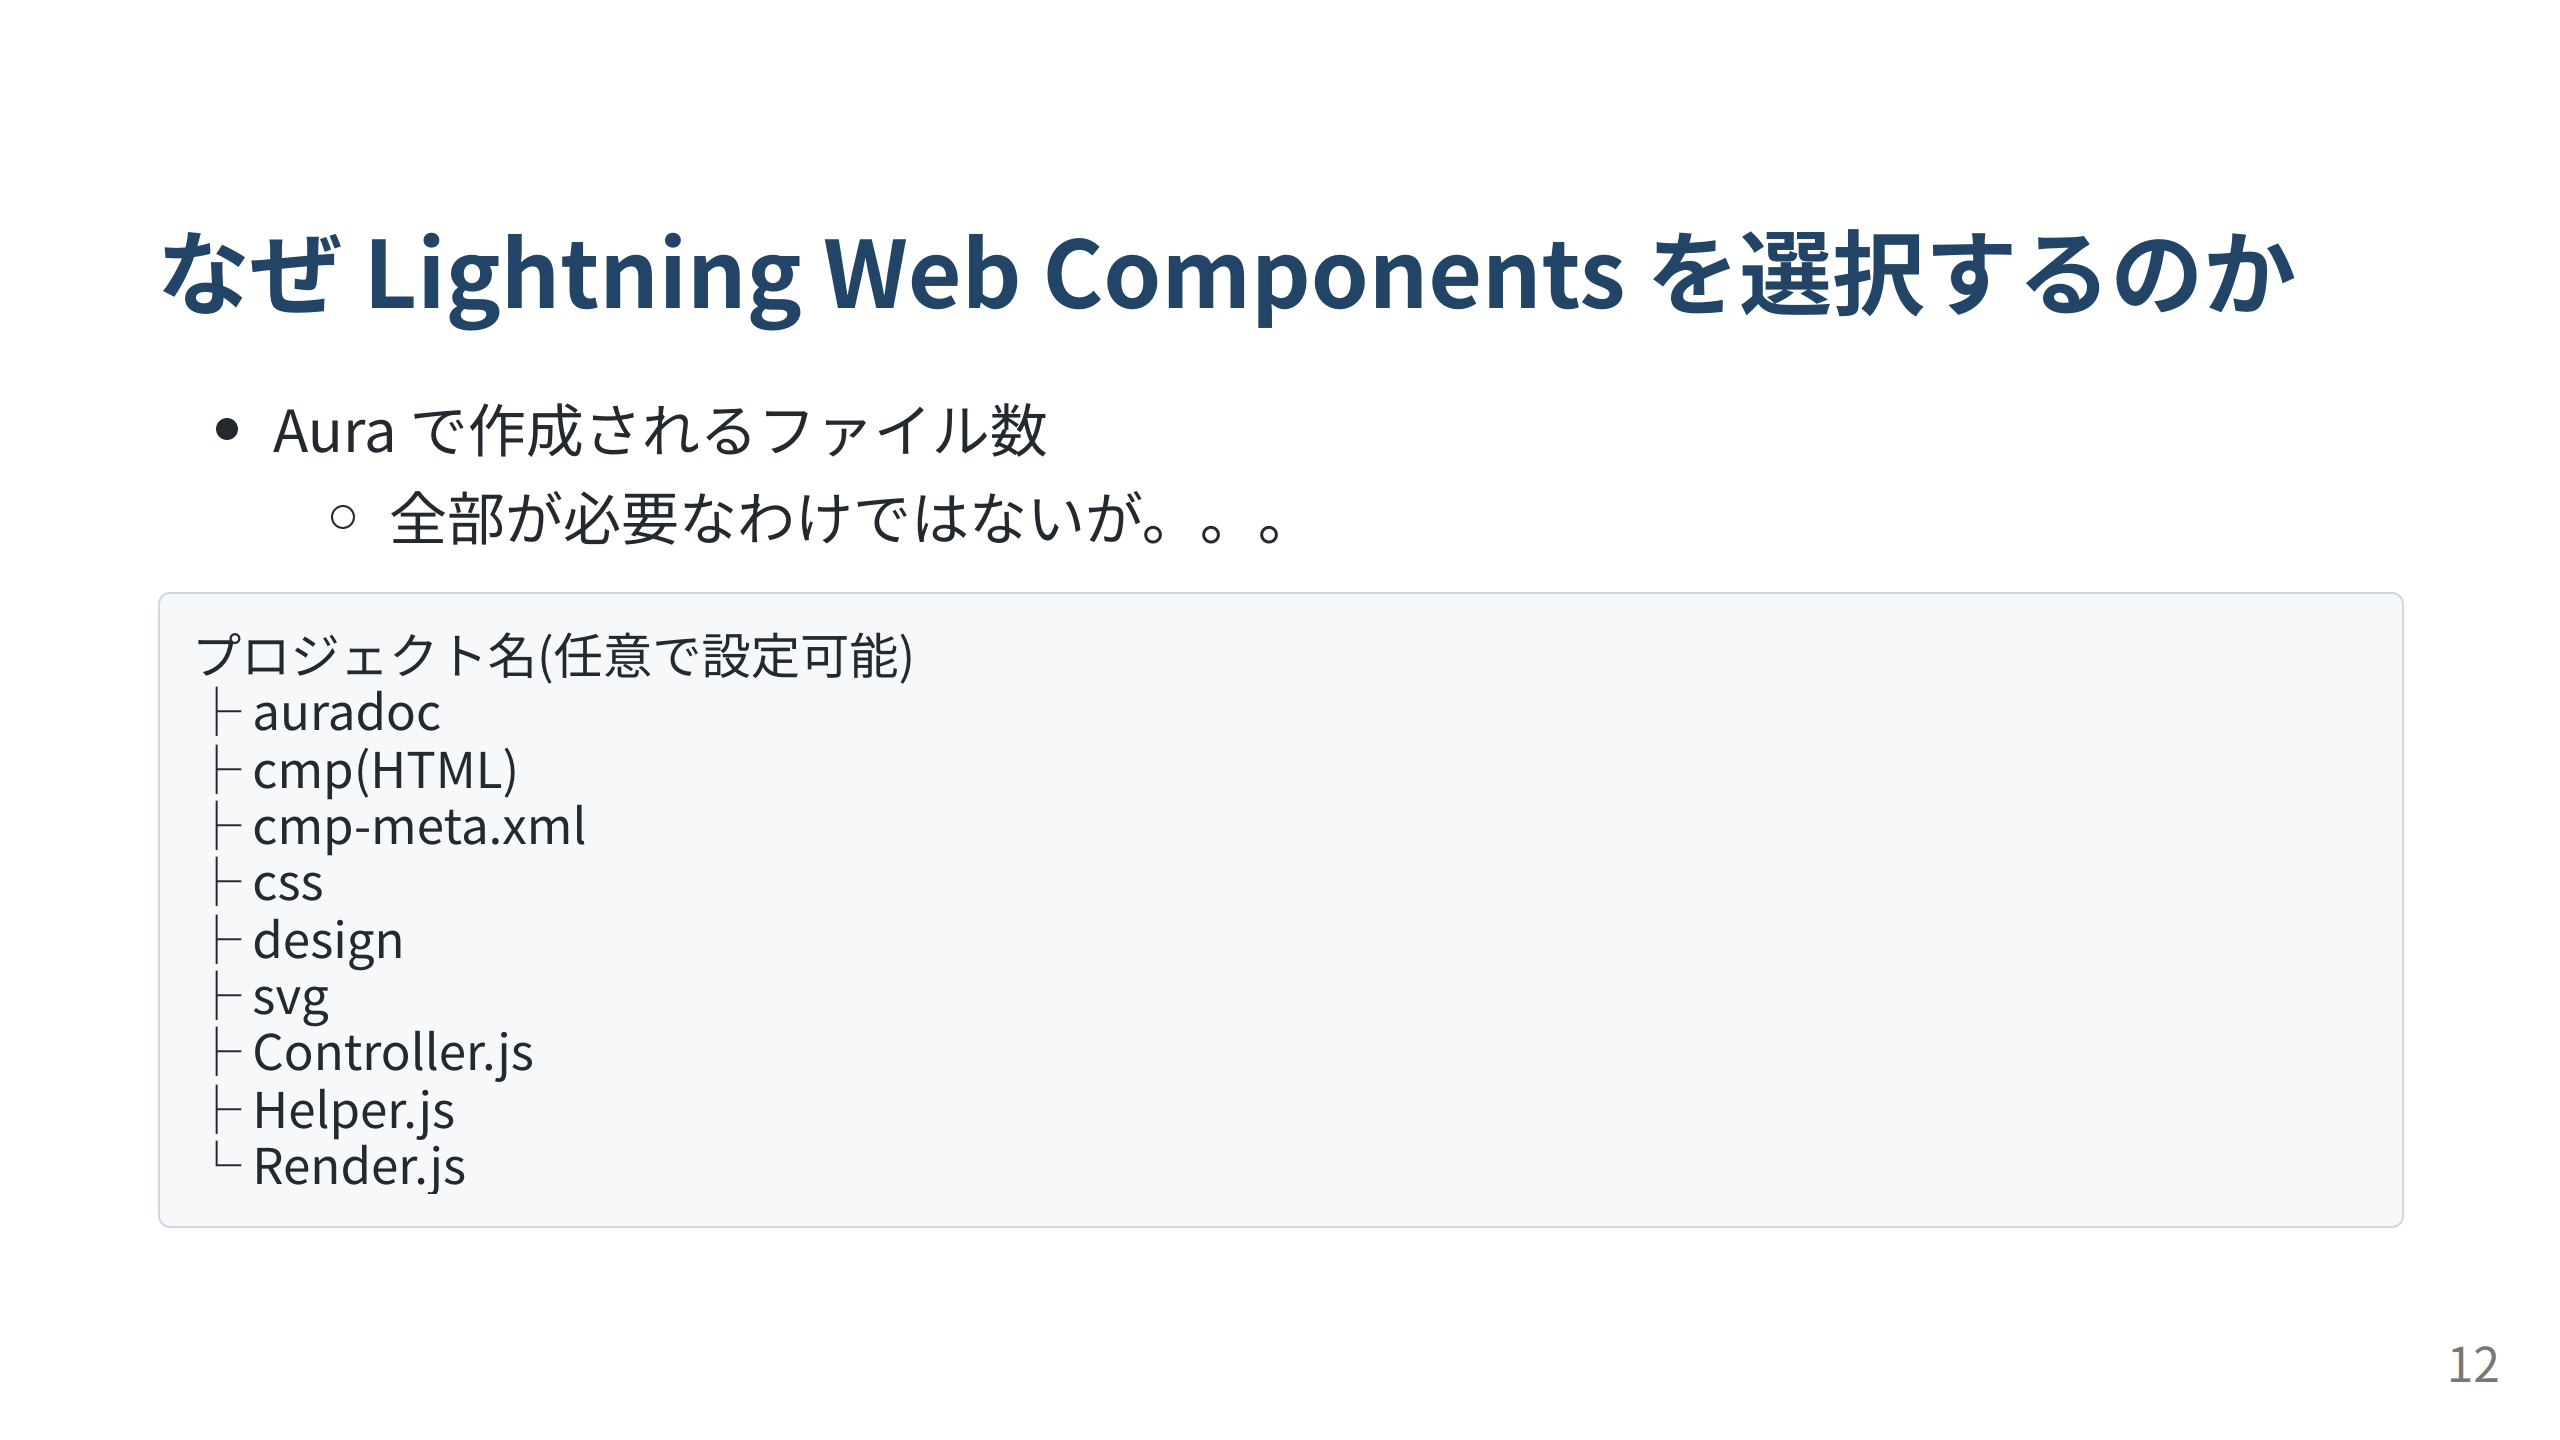 なぜ Lightning Web Components を選択するのか
• Aura で作成されるファイル数
○ 全部が必要なわけではないが。。。
プロジェクト名(任意で設定可能)
├ auradoc
├ cmp(HTML)
├ cmp-meta.xml
├ css
├ design
├ svg
├ Controller.js
├ Helper.js
└ Render.js
12